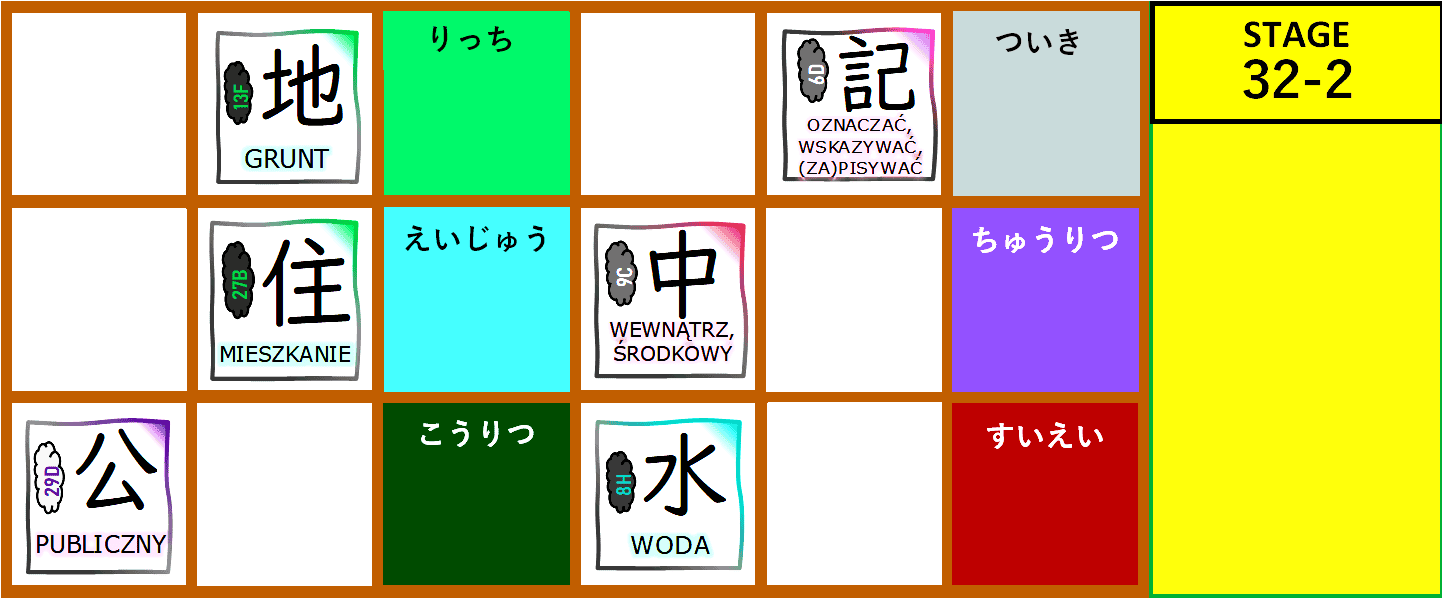 13F
地
GRUNT
りっち
6D
記
OZNACZAĆ,
WSKAZYWAĆ,
(ZA)PISYWAĆ
ついき
STAGE
32-2
27B
住
MIESZKANIE
えいじゅう
9C
中
WEWNĄTRZ,
ŚRODKOWY
ちゅうりつ
29D
公
PUBLICZNY
こうりつ
8H
水
WODA
すいえい